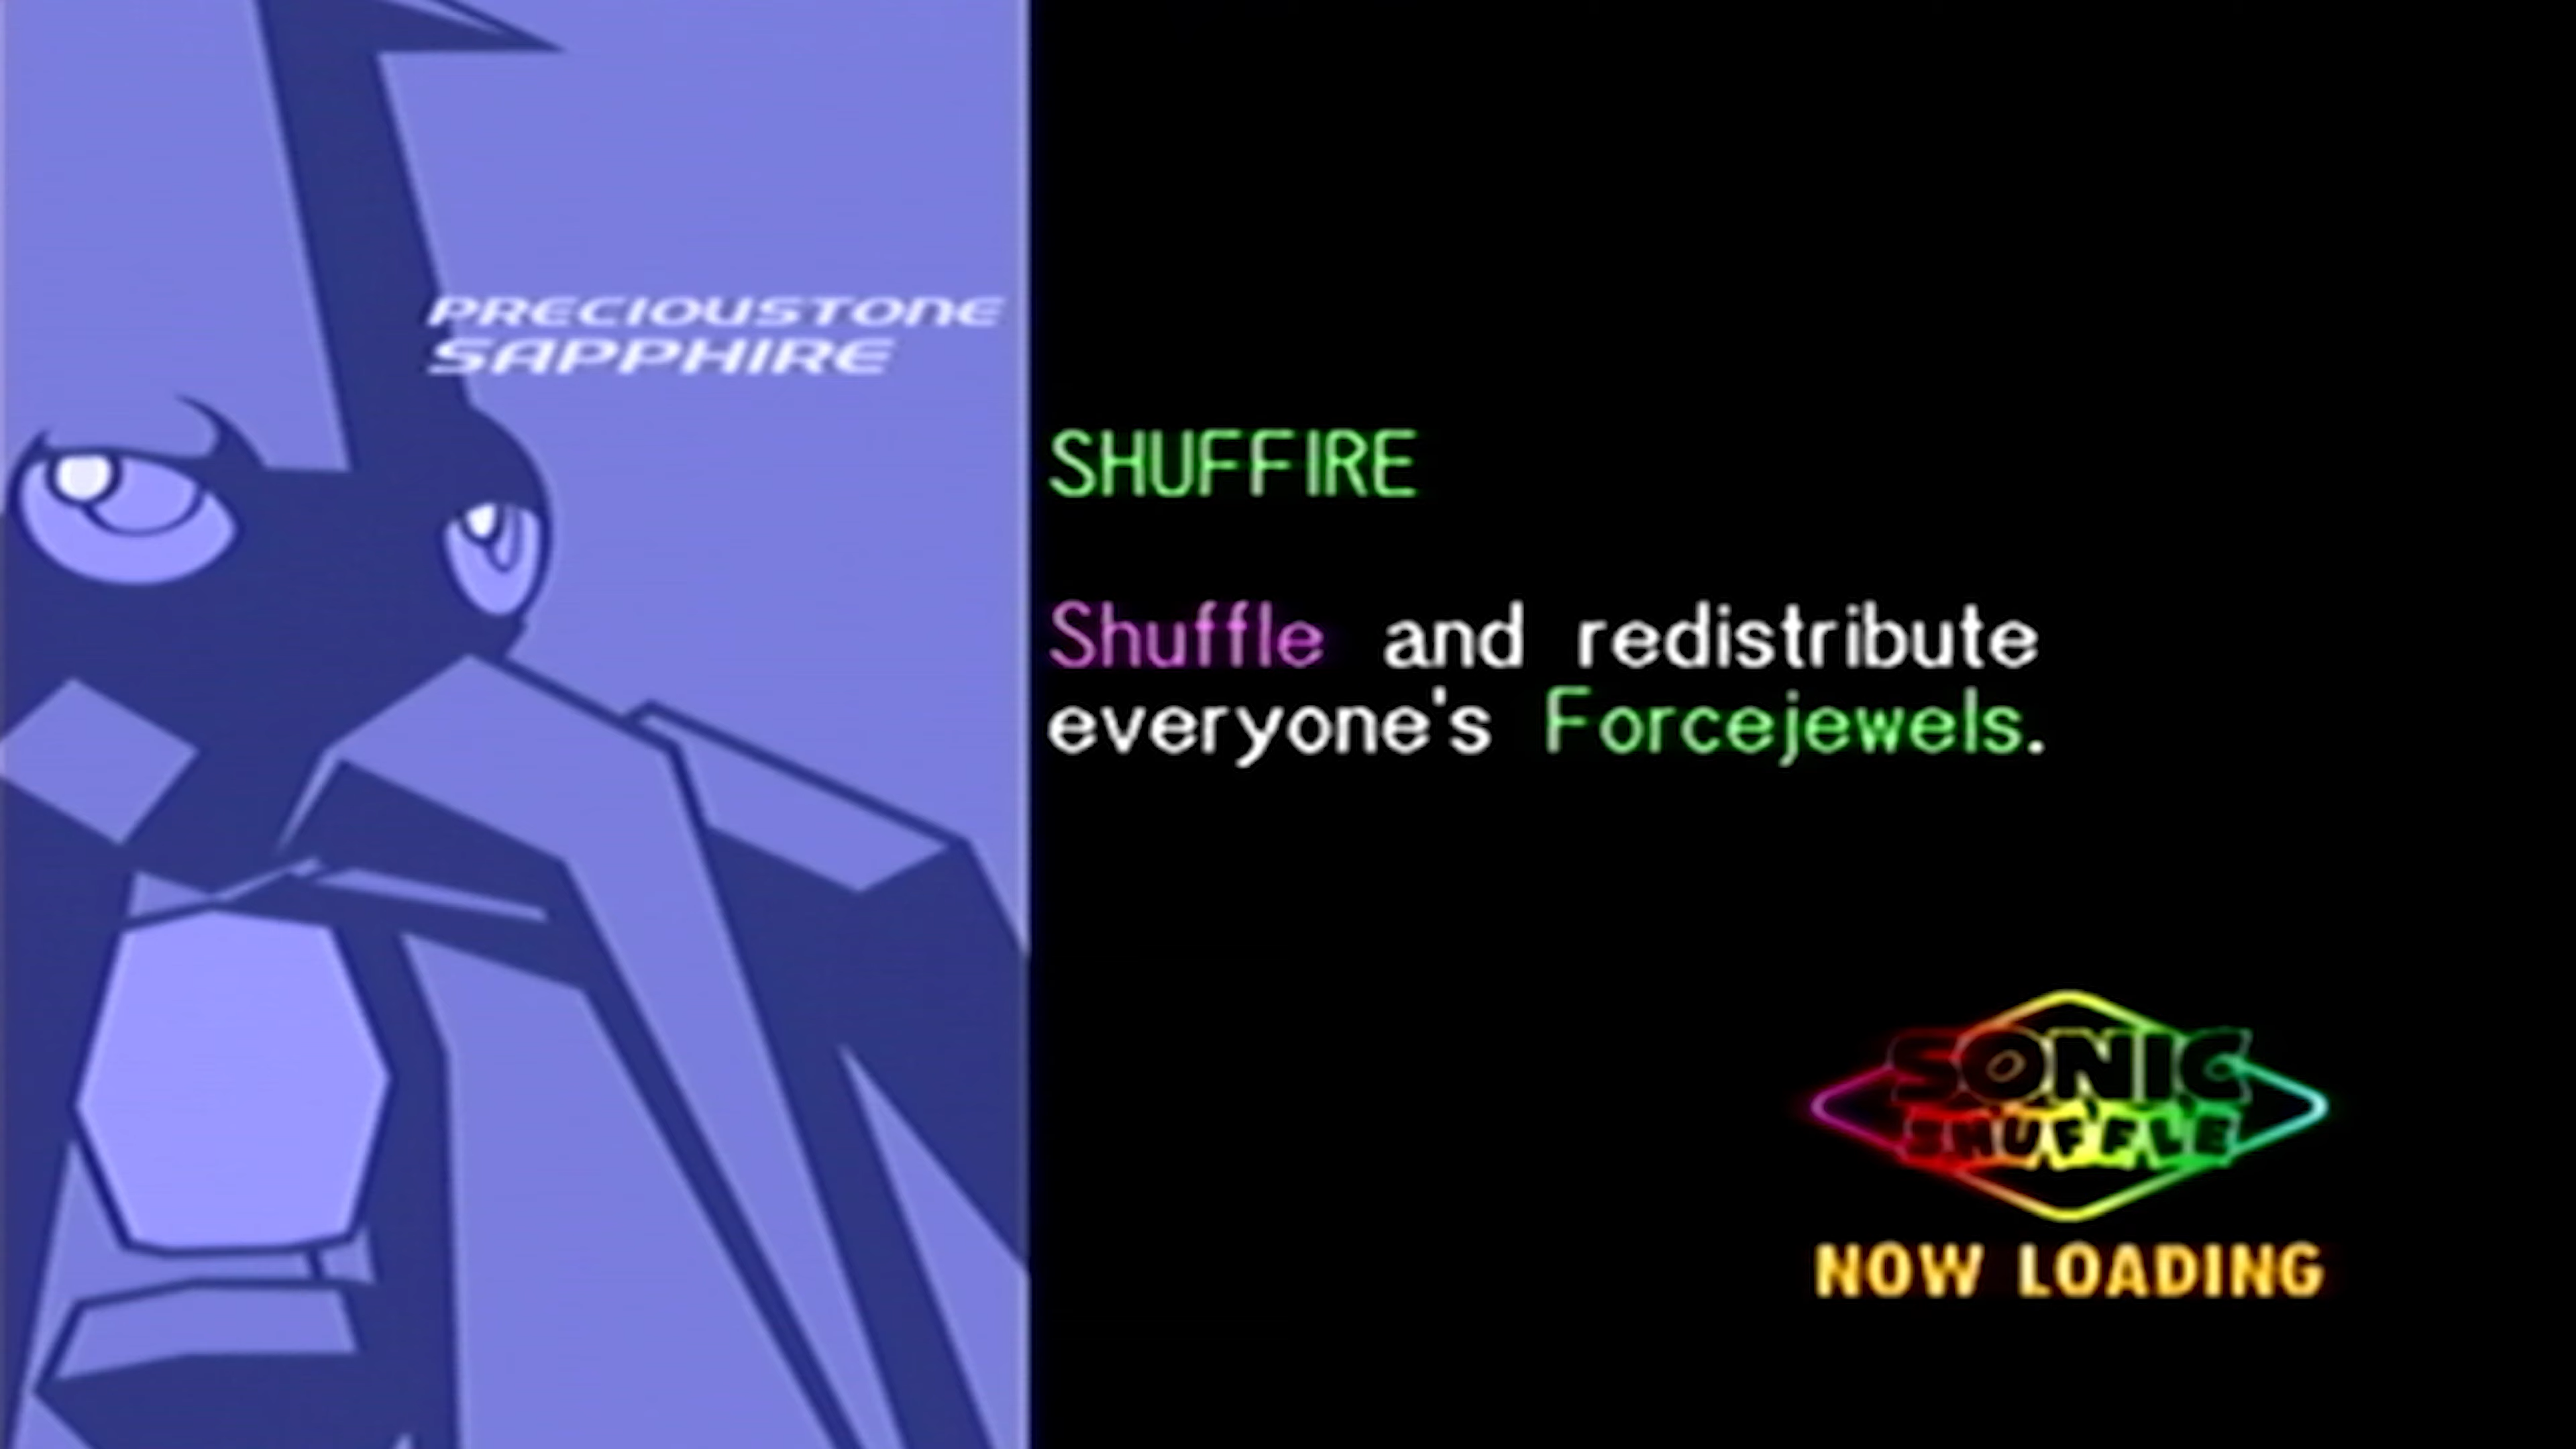 PRECIOUSTONE
SAPPHIRE
SHUFFIRE
Shuffle and redistribute
everyone's Forcejewels.
SONIC
SHUFFLE
NOW LOADING